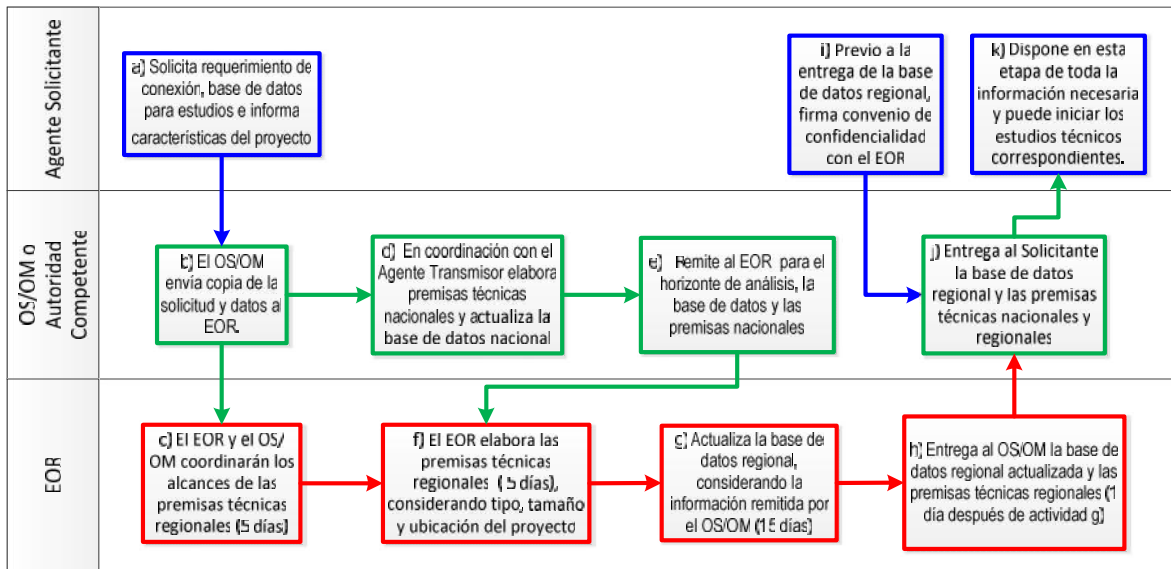 Agente Solicitante
a) Solicita requerimiento de
conexión, base de datos
para estudios e informa
características del proyecto
i) Previo a la
entrega de la base
de datos regional,
firma convenio de
confidencialidad
con el EOR
k) Dispone en esta
etapa de toda la
información necesaria
y puede iniciar los
estudios técnicos
correspondientes.
OS/OM o
Autoridad
Competente
b) El OS/OM
envía copia de la
solicitud y datos al
EOR.
d) En coordinación con el
Agente Transmisor elabora
premisas técnicas
nacionales y actualiza la
base de datos nacional
e) Remite al EOR para el
horizonte de análisis, la
base de datos y las
premisas nacionales
j) Entrega al Solicitante
la base de datos
regional y las premisas
técnicas nacionales y
regionales
EOR
c) El EOR y el OS/
OM coordinarán los
alcances de las
premisas técnicas
regionales (5 días)
f) El EOR elabora las
premisas técnicas
regionales (5 días),
considerando tipo, tamaño
y ubicación del proyecto
g) Actualiza la base de
datos regional,
considerando la
información remitida por
el OS/OM (15 días)
h) Entrega al OS/OM la base de
datos regional actualizada y las
premisas técnicas regionales (1
día después de actividad g)